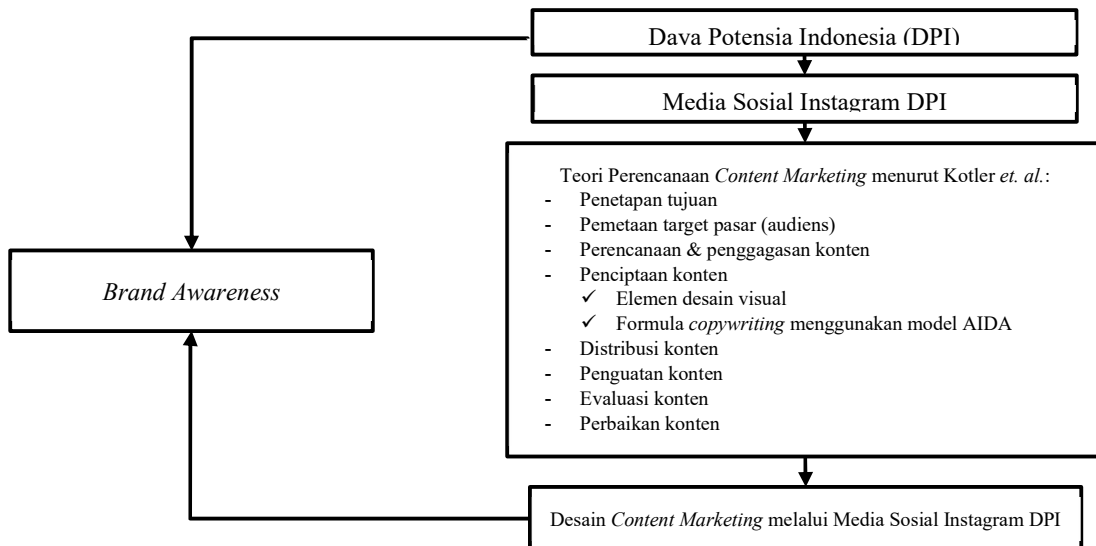 Daya Potensia Indonesia (DPI)
Media Sosial Instagram DPI
Teori Perencanaan Content Marketing menurut Kotler et. al.:
- Penetapan tujuan
- Pemetaan target pasar (audiens)
- Perencanaan & penggagasan konten
- Penciptaan konten
✓ Elemen desain visual
✓ Formula copywriting menggunakan model AIDA
- Distribusi konten
- Penguatan konten
- Evaluasi konten
- Perbaikan konten
Brand Awareness
Desain Content Marketing melalui Media Sosial Instagram DPI